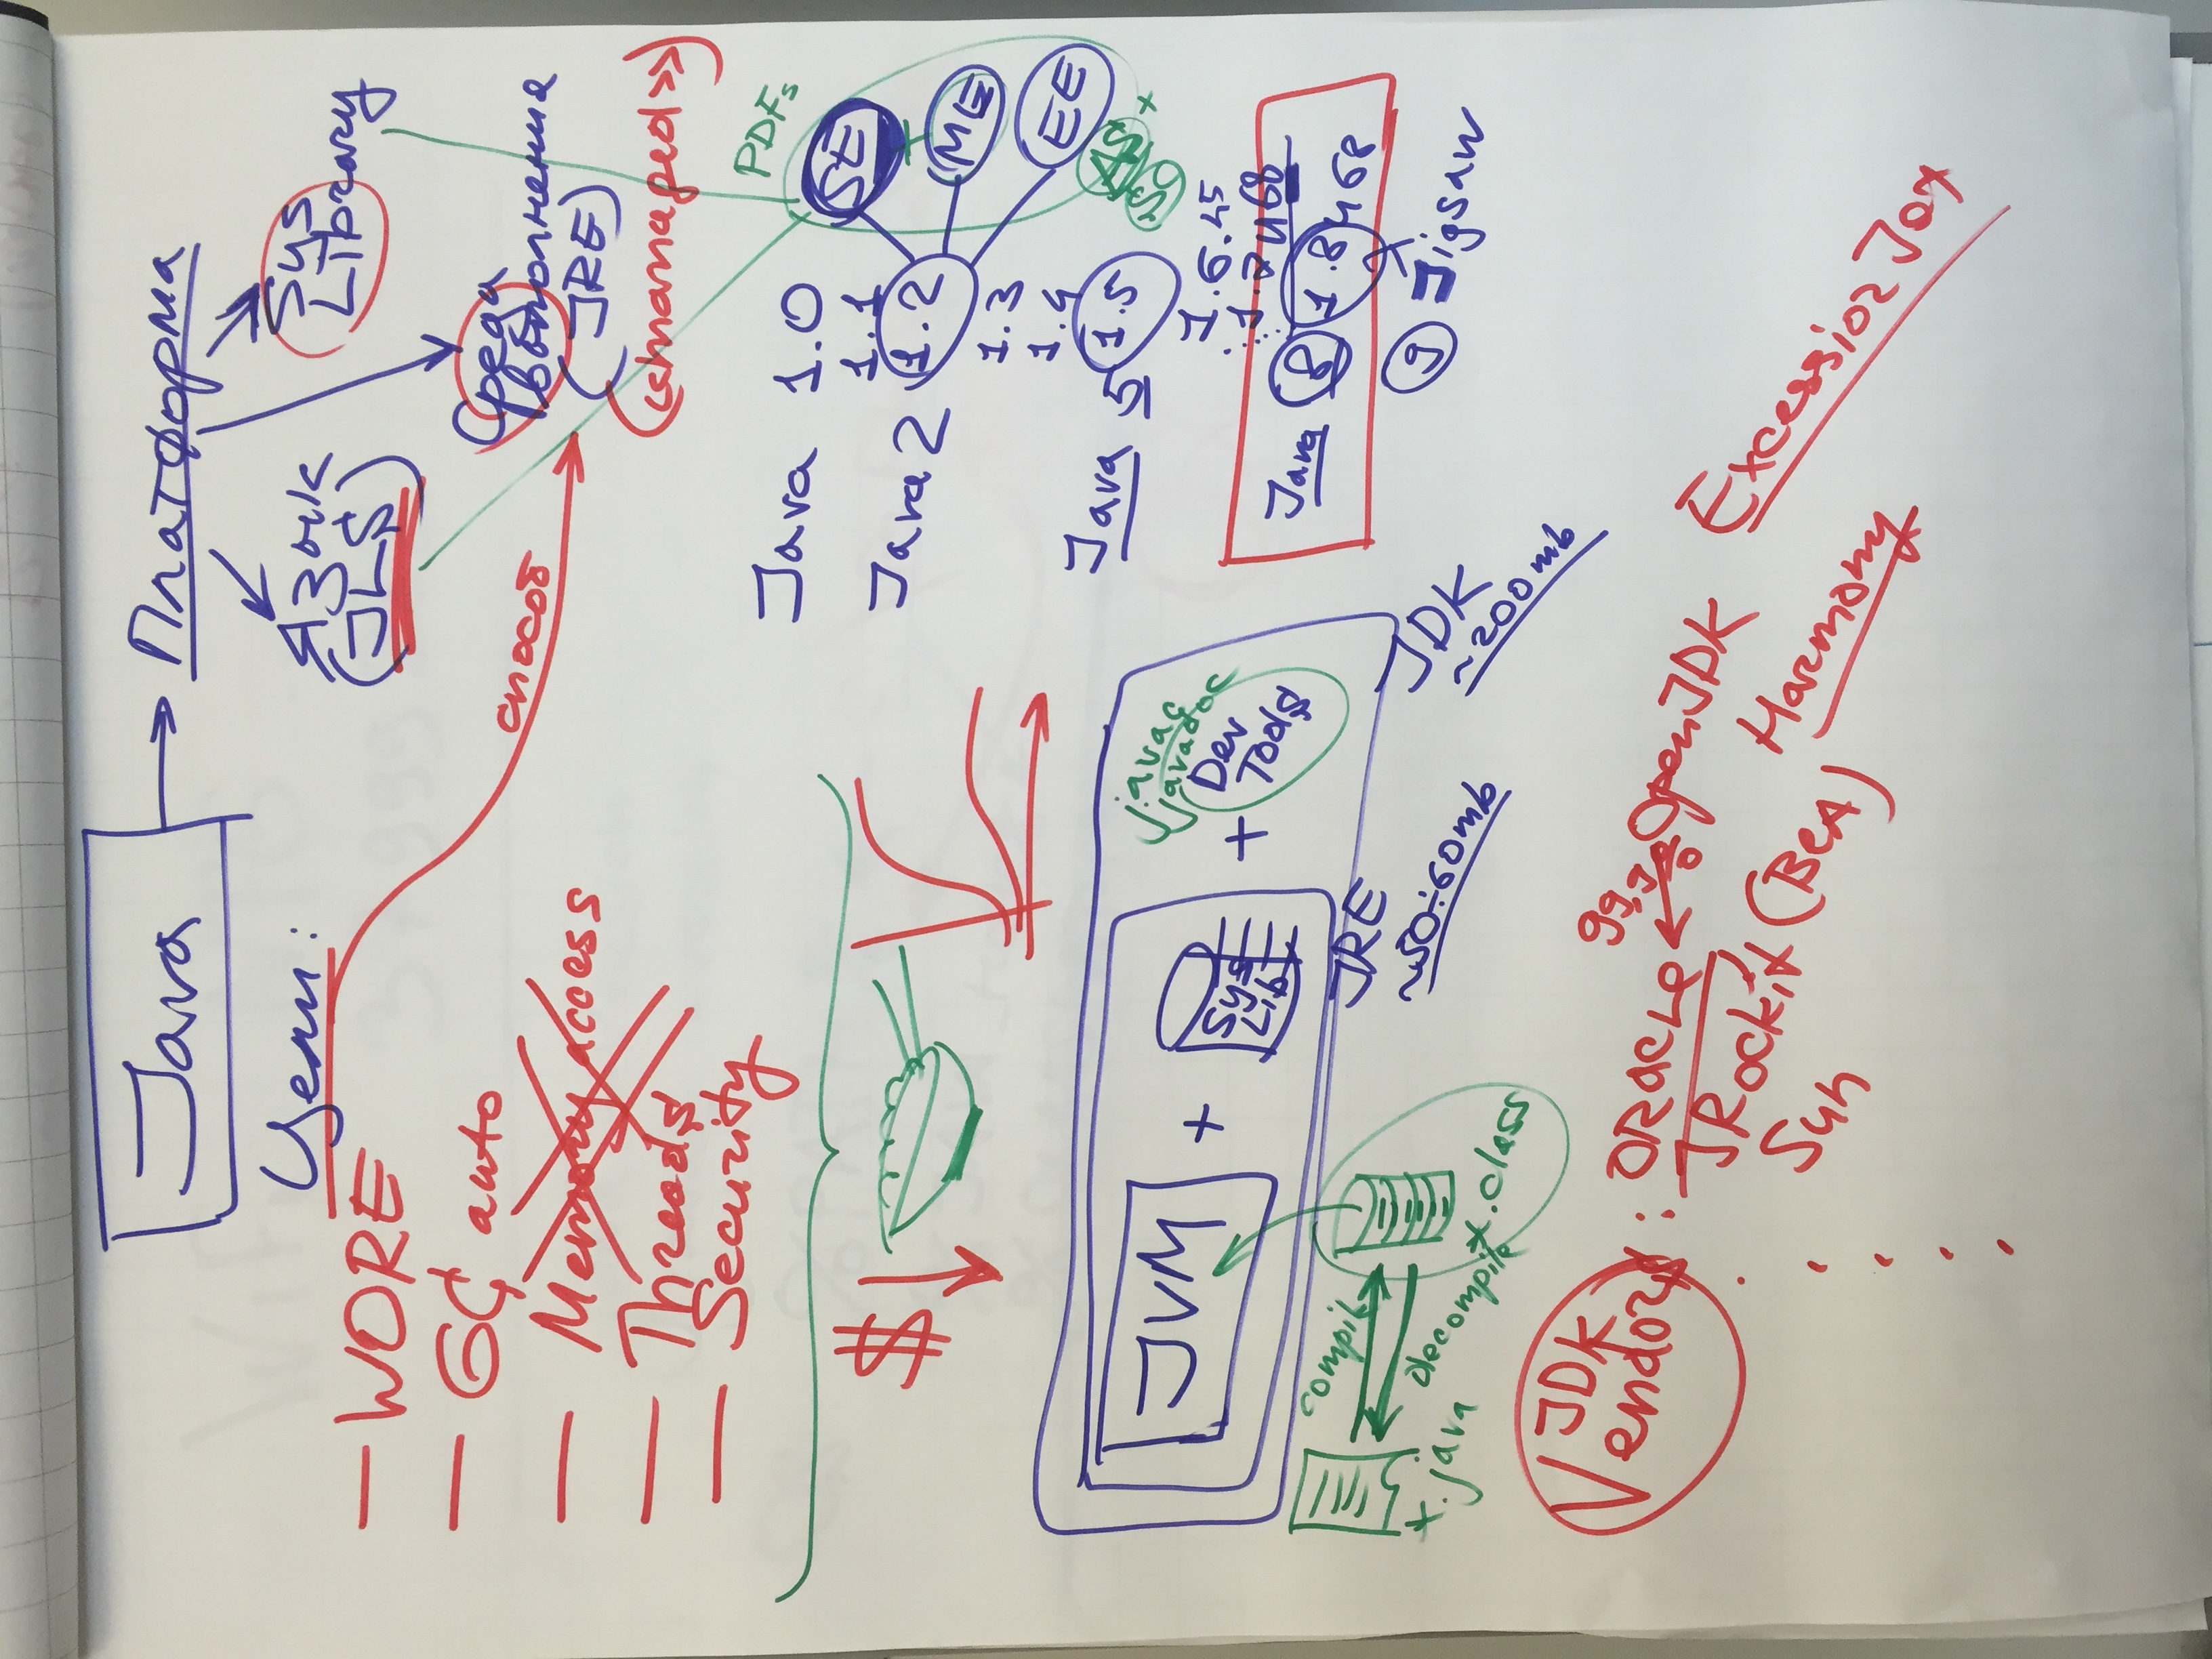 Java
Платформа
Цели:
Язык
(JLS)
Sys
Library
— WORE
— GC auto
— Memory access
— Threads
— Security
способ
Среда
выполнения
(JRE)
(«managed»)
PDFs
Java 1.0
1.1
Java 2 1.2
SE
ME
EE
1.3
1.4
Java 5 1.5
1.6.45
1.7u68
Java 8 1.8u68
9 Jigsaw
$
JVM
+
Sys
Lib
+
javac
javadoc
Dev
Tools
JRE
~50÷60mb
JDK
~200mb
*.java
compile
decompile
*.class
JDK
Vendors:
ORACLE
99,9%
OpenJDK
JRockit (BEA)
Sun
Harmony
Excessior Jet